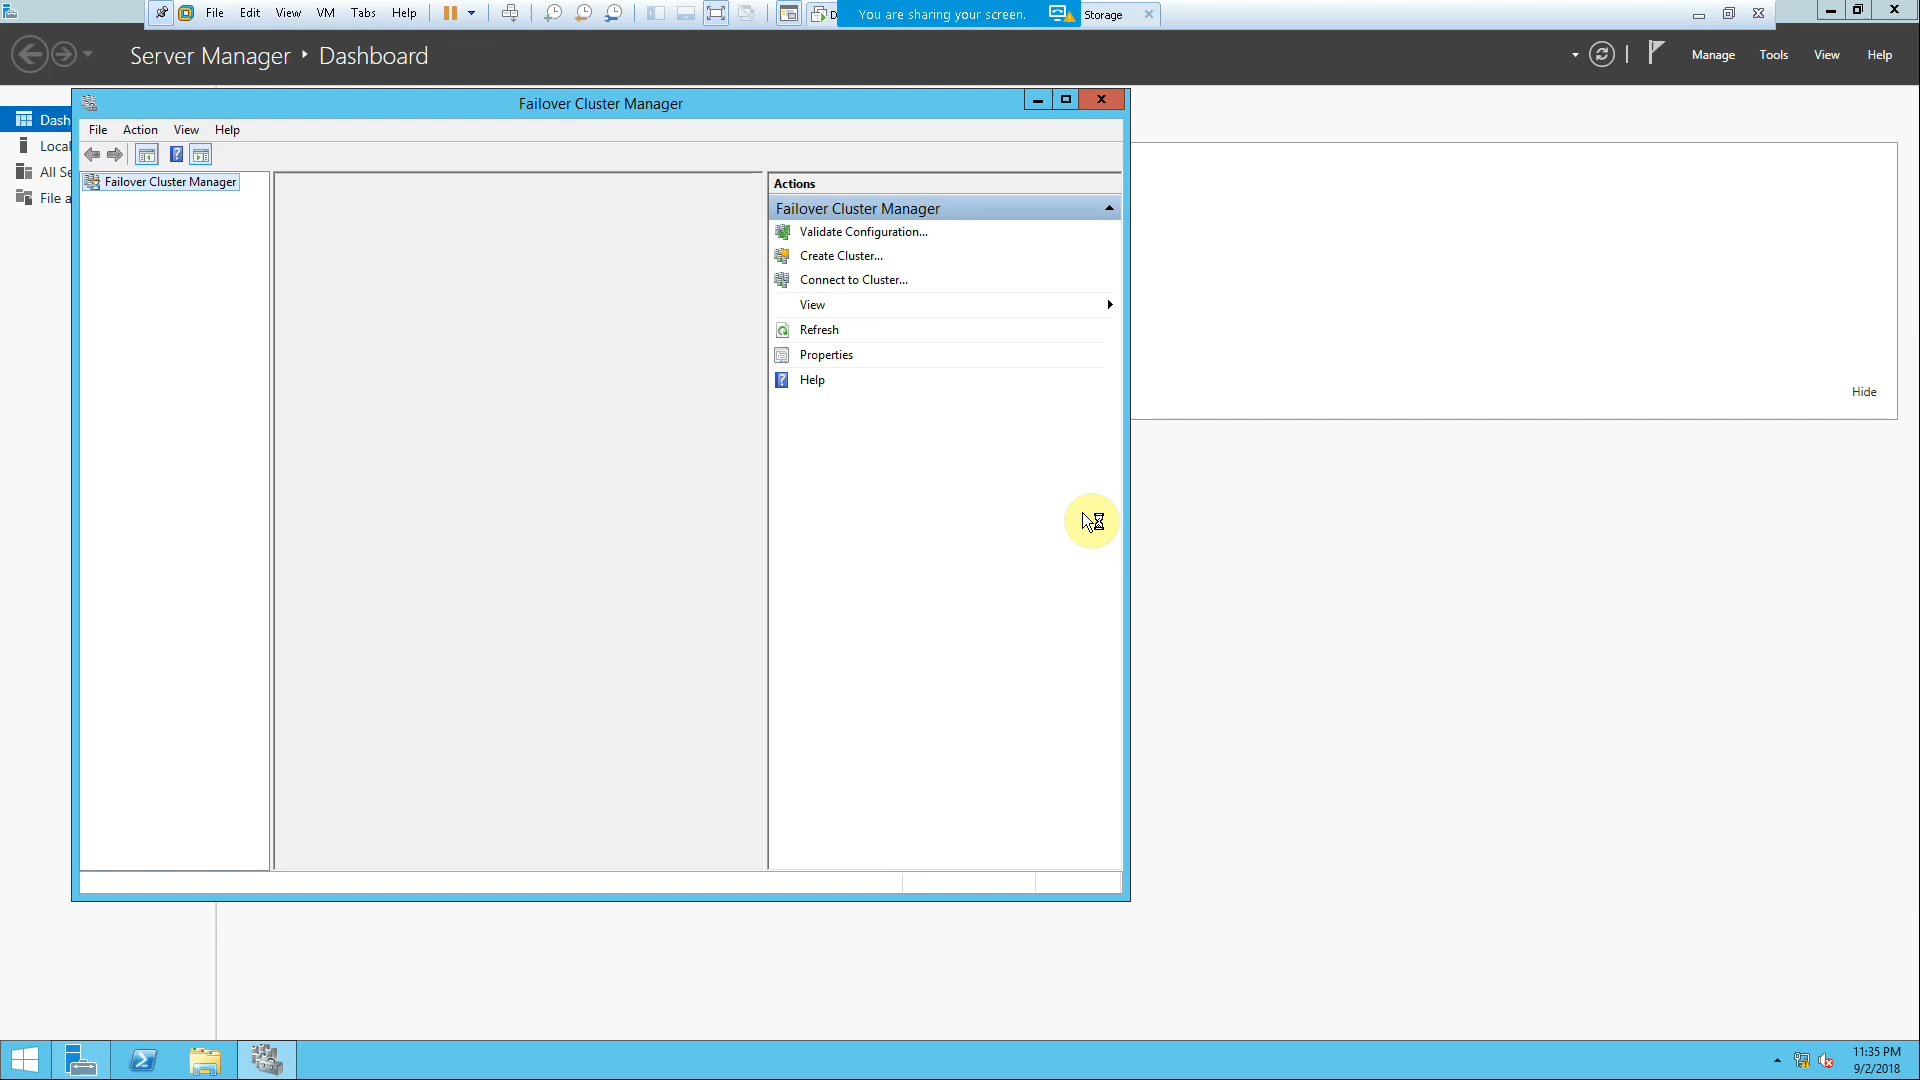 File Edit View VM Tabs Help
You are sharing your screen.
Storage
Server Manager ‣ Dashboard
Manage Tools View Help
Failover Cluster Manager
Dash
Local
All Se
File a
File Action View Help
Failover Cluster Manager
Actions
Failover Cluster Manager
Validate Configuration...
Create Cluster...
Connect to Cluster...
View
Refresh
Properties
Help
Hide
11:35 PM
9/2/2018